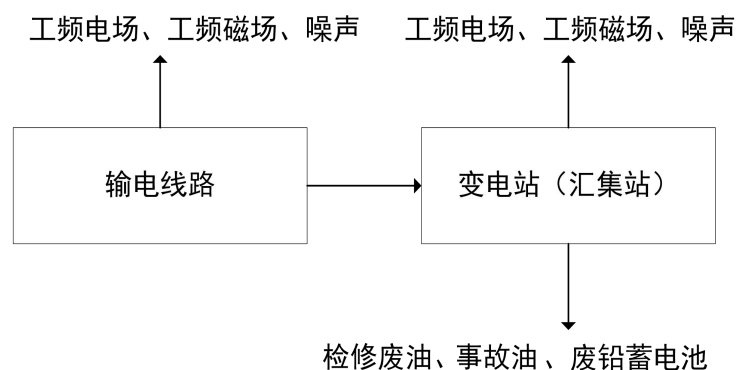 工频电场、工频磁场、噪声
工频电场、工频磁场、噪声
输电线路
变电站（汇集站）
检修废油、事故油、废铅蓄电池